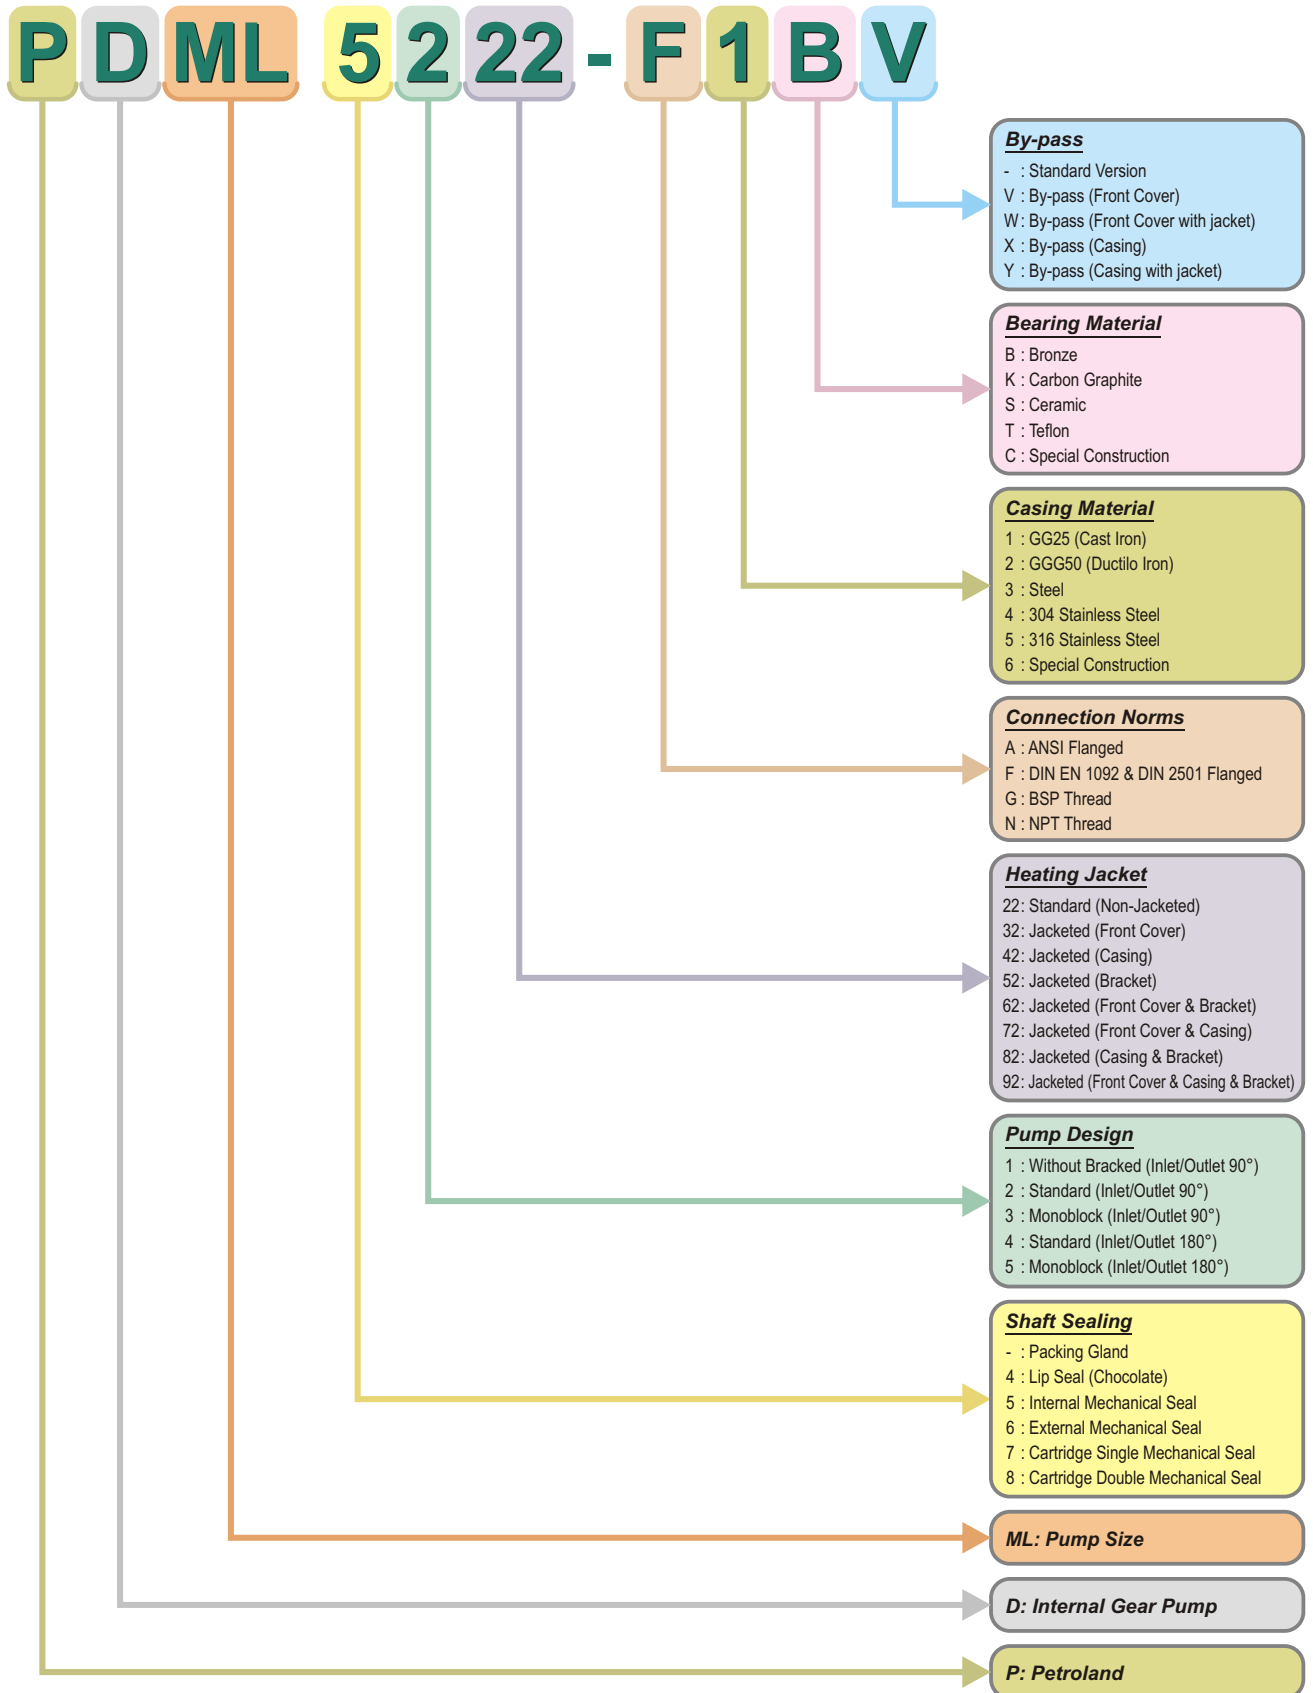 PDML 5222-F1BV
By-pass
- : Standard Version
V : By-pass (Front Cover)
W : By-pass (Front Cover with jacket)
X : By-pass (Casing)
Y : By-pass (Casing with jacket)
Bearing Material
B : Bronze
K : Carbon Graphite
S : Ceramic
T : Teflon
C : Special Construction
Casing Material
1 : GG25 (Cast Iron)
2 : GGG50 (Ductilo Iron)
3 : Steel
4 : 304 Stainless Steel
5 : 316 Stainless Steel
6 : Special Construction
Connection Norms
A : ANSI Flanged
F : DIN EN 1092 & DIN 2501 Flanged
G : BSP Thread
N : NPT Thread
Heating Jacket
22: Standard (Non-Jacketed)
32: Jacketed (Front Cover)
42: Jacketed (Casing)
52: Jacketed (Bracket)
62: Jacketed (Front Cover & Bracket)
72: Jacketed (Front Cover & Casing)
82: Jacketed (Casing & Bracket)
92: Jacketed (Front Cover & Casing & Bracket)
Pump Design
1 : Without Bracked (Inlet/Outlet 90°)
2 : Standard (Inlet/Outlet 90°)
3 : Monoblock (Inlet/Outlet 90°)
4 : Standard (Inlet/Outlet 180°)
5 : Monoblock (Inlet/Outlet 180°)
Shaft Sealing
- : Packing Gland
4 : Lip Seal (Chocolate)
5 : Internal Mechanical Seal
6 : External Mechanical Seal
7 : Cartridge Single Mechanical Seal
8 : Cartridge Double Mechanical Seal
ML: Pump Size
D: Internal Gear Pump
P: Petroland